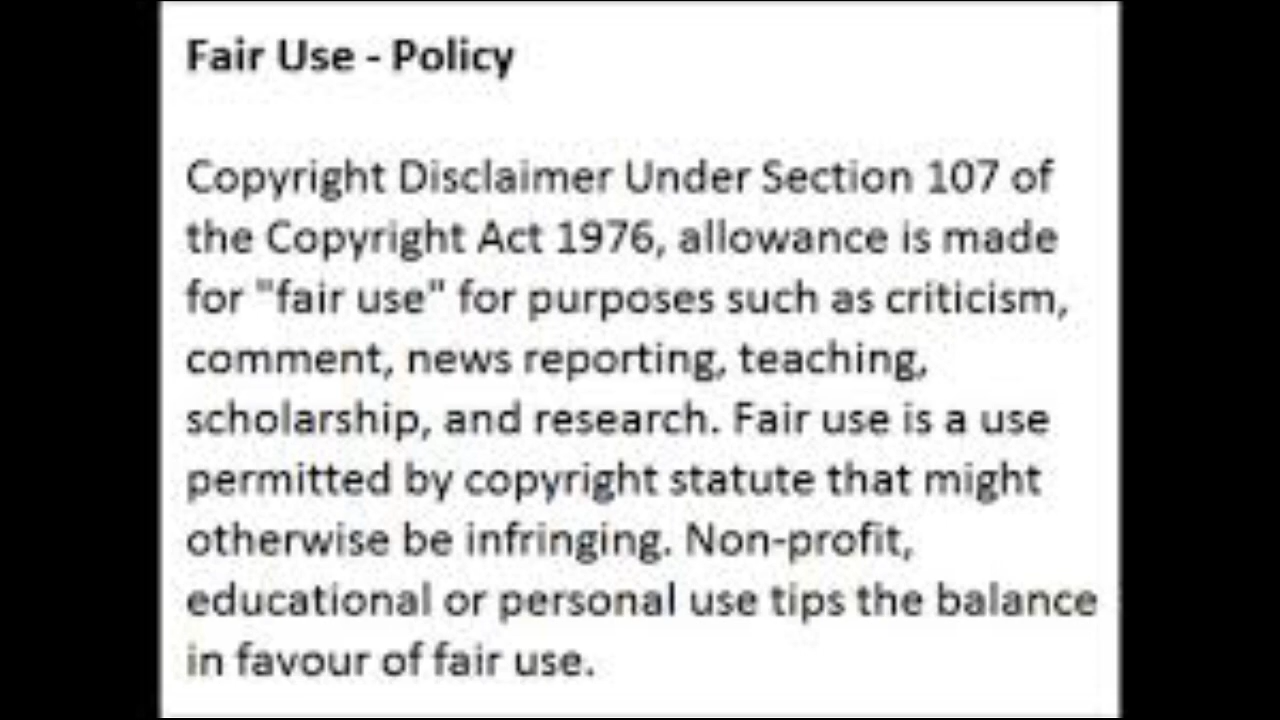 Fair Use - Policy
Copyright Disclaimer Under Section 107 of
the Copyright Act 1976, allowance is made
for "fair use" for purposes such as criticism,
comment, news reporting, teaching,
scholarship, and research. Fair use is a use
permitted by copyright statute that might
otherwise be infringing. Non-profit,
educational or personal use tips the balance
in favour of fair use.